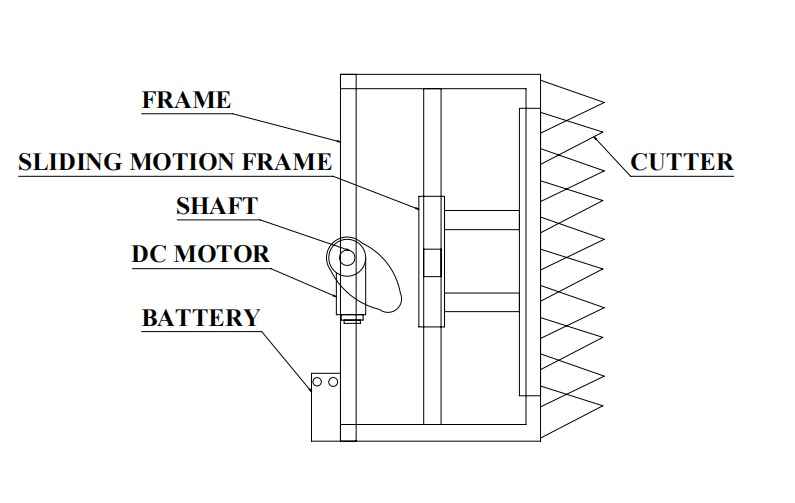 FRAME
SLIDING MOTION FRAME
CUTTER
SHAFT
DC MOTOR
BATTERY